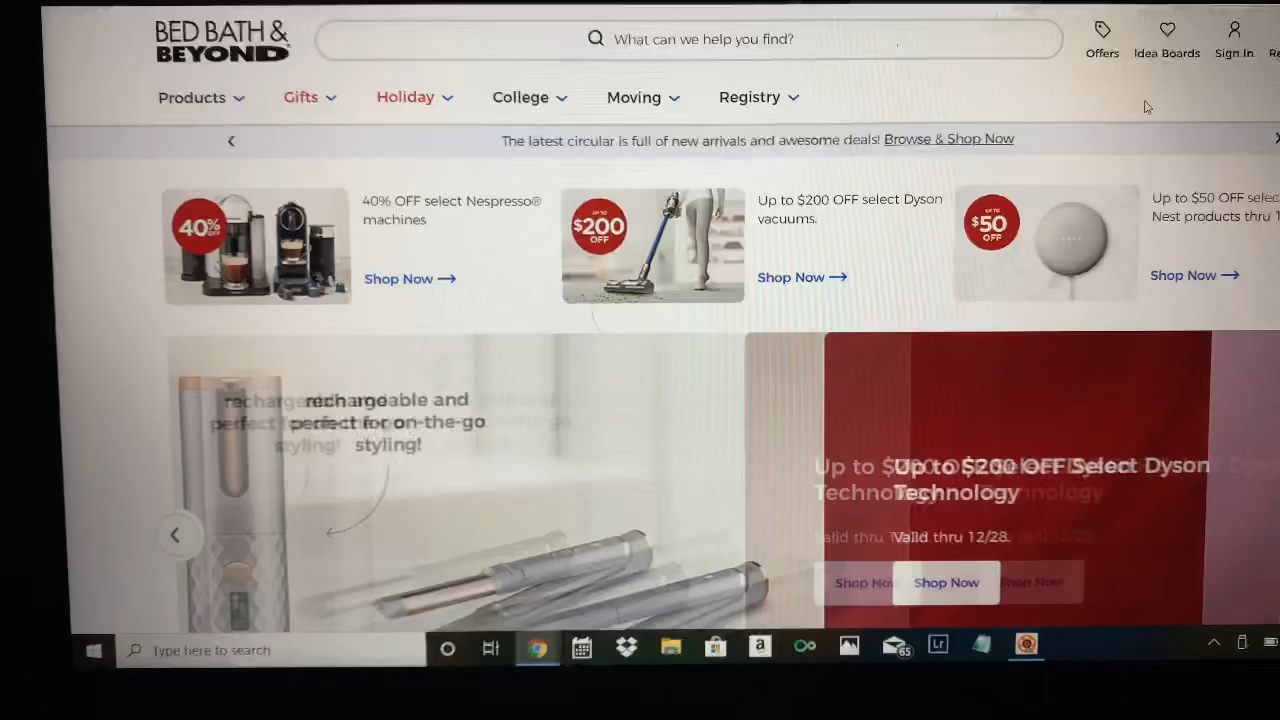 BED BATH &
BEYOND
What can we help you find?
Offers
Idea Boards
Sign In
Products
Gifts
Holiday
College
Moving
Registry
The latest circular is full of new arrivals and awesome deals! Browse & Shop Now
40% OFF
40% OFF select Nespresso®
machines
Shop Now
UP TO
$200
OFF
Up to $200 OFF select Dyson
vacuums.
Shop Now
UP TO
$50
OFF
Up to $50 OFF
Nest products thru
Shop Now
rechargeable and
perfect for on-the-go
styling!
Up to $200 OFF Select Dyson
Technology
Valid thru 12/28.
Shop Now
Type here to search
a
65
Lr